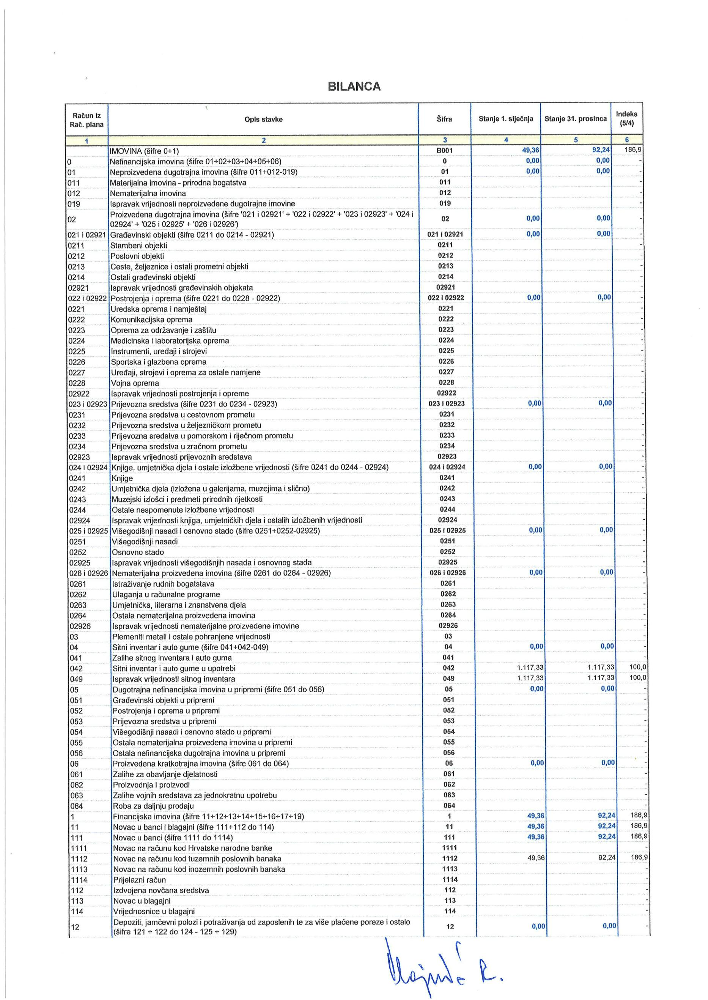 BILANCA
Račun iz Rač. plana Opis stavke Šifra Stanje 1. siječnja Stanje 31. prosinca Indeks (5/4)
1 2 3 4 5 6
IMOVINA (šifre 0+1) B001 49,36 92,24 186,9
0 Nefinancijska imovina (šifre 01+02+03+04+05+06) 0 0,00 0,00 -
01 Neproizvedena dugotrajna imovina (šifre 011+012-019) 01 0,00 0,00 -
011 Materijalna imovina - prirodna bogatstva 011 -
012 Nematerijalna imovina 012 -
019 Ispravak vrijednosti neproizvedene dugotrajne imovine 019 -
02 Proizvedena dugotrajna imovina (šifre '021 i 02921' + '022 i 02922' + '023 i 02923' + '024 i
02924' + '025 i 02925' + '026 i 02926') 02 0,00 0,00 -
021 i 02921 Građevinski objekti (šifre 0211 do 0214 - 02921) 021 i 02921 0,00 0,00 -
0211 Stambeni objekti 0211 -
0212 Poslovni objekti 0212 -
0213 Ceste, željeznice i ostali prometni objekti 0213 -
0214 Ostali građevinski objekti 0214 -
02921 Ispravak vrijednosti građevinskih objekata 02921 -
022 i 02922 Postrojenja i oprema (šifre 0221 do 0228 - 02922) 022 i 02922 0,00 0,00 -
0221 Uredska oprema i namještaj 0221 -
0222 Komunikacijska oprema 0222 -
0223 Oprema za održavanje i zaštitu 0223 -
0224 Medicinska i laboratorijska oprema 0224 -
0225 Instrumenti, uređaji i strojevi 0225 -
0226 Sportska i glazbena oprema 0226 -
0227 Uređaji, strojevi i oprema za ostale namjene 0227 -
0228 Vojna oprema 0228 -
02922 Ispravak vrijednosti postrojenja i opreme 02922 -
023 i 02923 Prijevozna sredstva (šifre 0231 do 0234 - 02923) 023 i 02923 0,00 0,00 -
0231 Prijevozna sredstva u cestovnom prometu 0231 -
0232 Prijevozna sredstva u željezničkom prometu 0232 -
0233 Prijevozna sredstva u pomorskom i riječnom prometu 0233 -
0234 Prijevozna sredstva u zračnom prometu 0234 -
02923 Ispravak vrijednosti prijevoznih sredstava 02923 -
024 i 02924 Knjige, umjetnička djela i ostale izložbene vrijednosti (šifre 0241 do 0244 - 02924) 024 i 02924 0,00 0,00 -
0241 Knjige 0241 -
0242 Umjetnička djela (izložena u galerijama, muzejima i slično) 0242 -
0243 Muzejski izlošci i predmeti prirodnih rijetkosti 0243 -
0244 Ostale nespomenute izložbene vrijednosti 0244 -
02924 Ispravak vrijednosti knjiga, umjetničkih djela i ostalih izložbenih vrijednosti 02924 -
025 i 02925 Višegodišnji nasadi i osnovno stado (šifre 0251+0252-02925) 025 i 02925 0,00 0,00 -
0251 Višegodišnji nasadi 0251 -
0252 Osnovno stado 0252 -
02925 Ispravak vrijednosti višegodišnjih nasada i osnovnog stada 02925 -
026 i 02926 Nematerijalna proizvedena imovina (šifre 0261 do 0264 - 02926) 026 i 02926 0,00 0,00 -
0261 Istraživanje rudnih bogatstava 0261 -
0262 Ulaganja u računalne programe 0262 -
0263 Umjetnička, literarna i znanstvena djela 0263 -
0264 Ostala nematerijalna proizvedena imovina 0264 -
02926 Ispravak vrijednosti nematerijalne proizvedene imovine 02926 -
03 Plemeniti metali i ostale pohranjene vrijednosti 03 -
04 Sitni inventar i auto gume (šifre 041+042-049) 04 0,00 0,00 -
041 Zalihe sitnog inventara i auto guma 041 -
042 Sitni inventar i auto gume u upotrebi 042 1.117,33 1.117,33 100,0
049 Ispravak vrijednosti sitnog inventara 049 1.117,33 1.117,33 100,0
05 Dugotrajna nefinancijska imovina u pripremi (šifre 051 do 056) 05 0,00 0,00 -
051 Građevinski objekti u pripremi 051 -
052 Postrojenja i oprema u pripremi 052 -
053 Prijevozna sredstva u pripremi 053 -
054 Višegodišnji nasadi i osnovno stado u pripremi 054 -
055 Ostala nematerijalna proizvedena imovina u pripremi 055 -
056 Ostala nefinancijska dugotrajna imovina u pripremi 056 -
06 Proizvedena kratkotrajna imovina (šifre 061 do 064) 06 0,00 0,00 -
061 Zalihe za obavljanje djelatnosti 061 -
062 Proizvodnja i proizvodi 062 -
063 Zalihe vojnih sredstava za jednokratnu upotrebu 063 -
064 Roba za daljnju prodaju 064 -
1 Financijska imovina (šifre 11+12+13+14+15+16+17+19) 1 49,36 92,24 186,9
11 Novac u banci i blagajni (šifre 111+112 do 114) 11 49,36 92,24 186,9
111 Novac u banci (šifre 1111 do 1114) 111 49,36 92,24 186,9
1111 Novac na računu kod Hrvatske narodne banke 1111 -
1112 Novac na računu kod tuzemnih poslovnih banaka 1112 49,36 92,24 186,9
1113 Novac na računu kod inozemnih poslovnih banaka 1113 -
1114 Prijelazni račun 1114 -
112 Izdvojena novčana sredstva 112 -
113 Novac u blagajni 113 -
114 Vrijednosnice u blagajni 114 -
12 Depoziti, jamčevni polozi i potraživanja od zaposlenih te za više plaćene poreze i ostalo
(šifre 121 + 122 do 124 - 125 + 129) 12 0,00 0,00 -